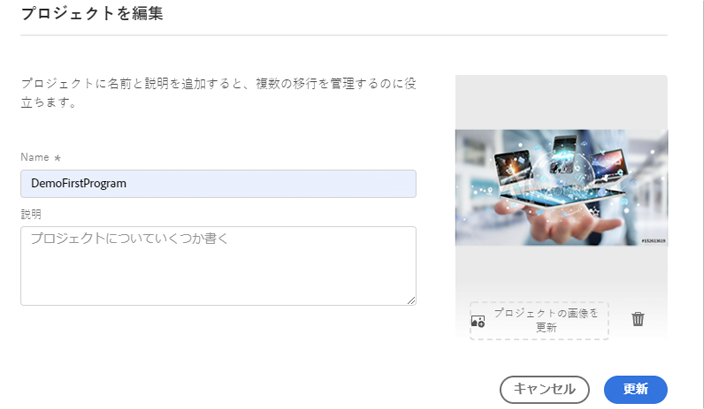 プロジェクトを編集
プロジェクトに名前と説明を追加すると、複数の移行を管理するのに役
立ちます。
Name *
DemoFirstProgram
説明
プロジェクトについていくつか書く
プロジェクトの画像を
更新
キャンセル
更新